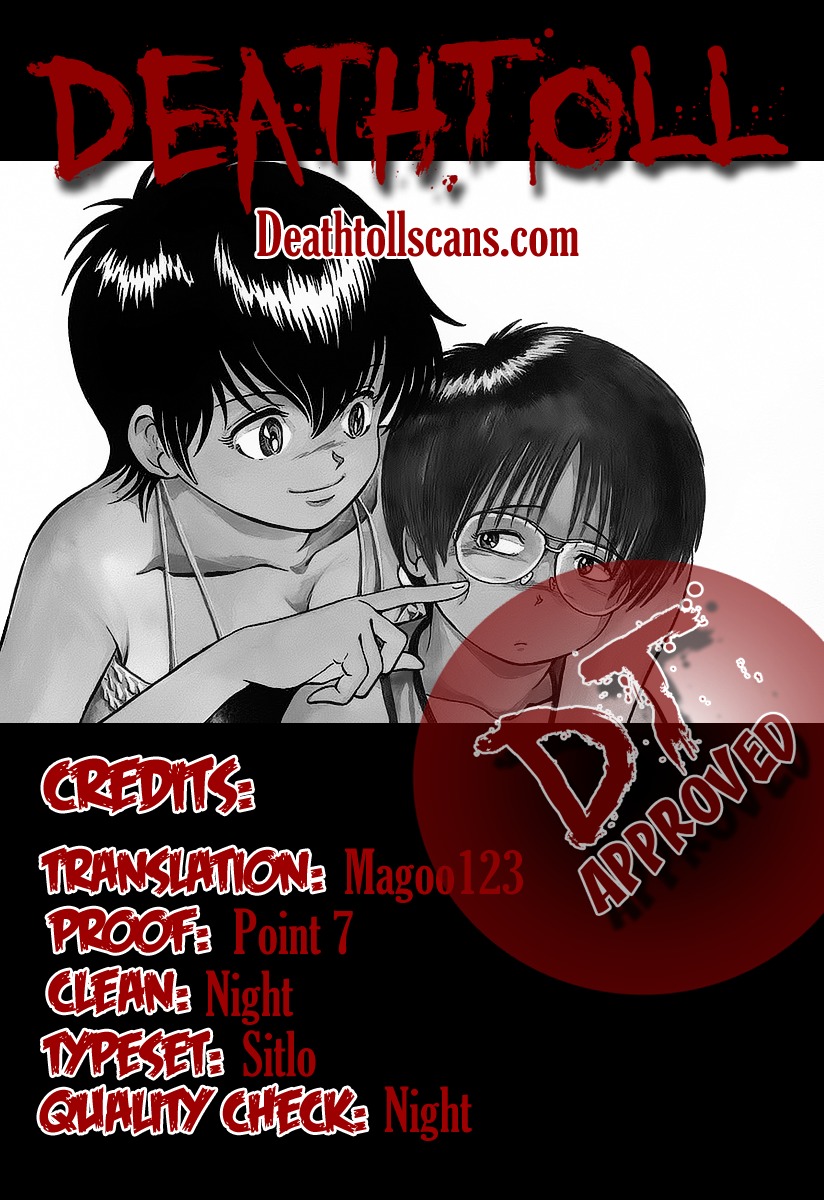 DEATHTOLL
Deathtollscans.com
DT
APPROVED
CREDITS:
TRANSLATION: Magoo123
PROOF: Point 7
CLEAN: Night
TYPESET: Sitlo
QUALITY CHECK: Night